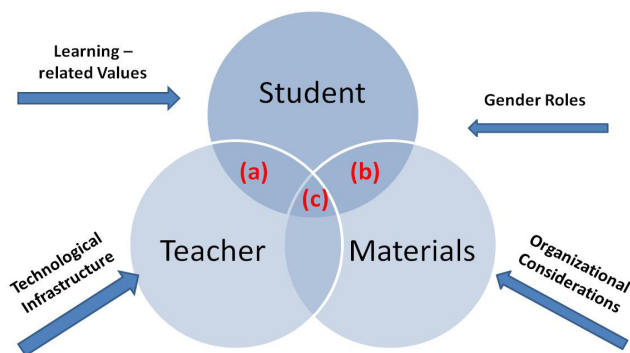 Learning –
related Values
Student
Gender Roles
(a)
(b)
(c)
Teacher
Materials
Technological
Infrastructure
Organizational
Considerations